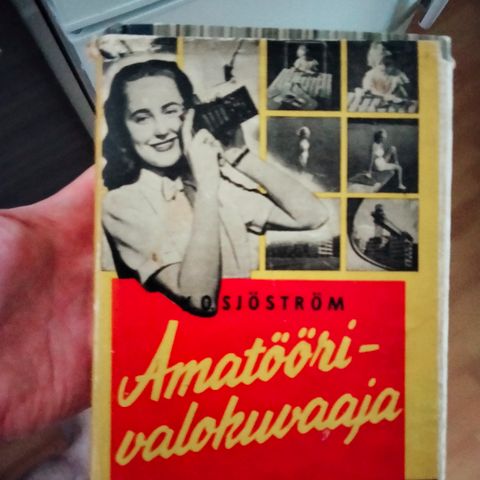 O SJÖSTRÖM
Amatööri-
valokuvaaja